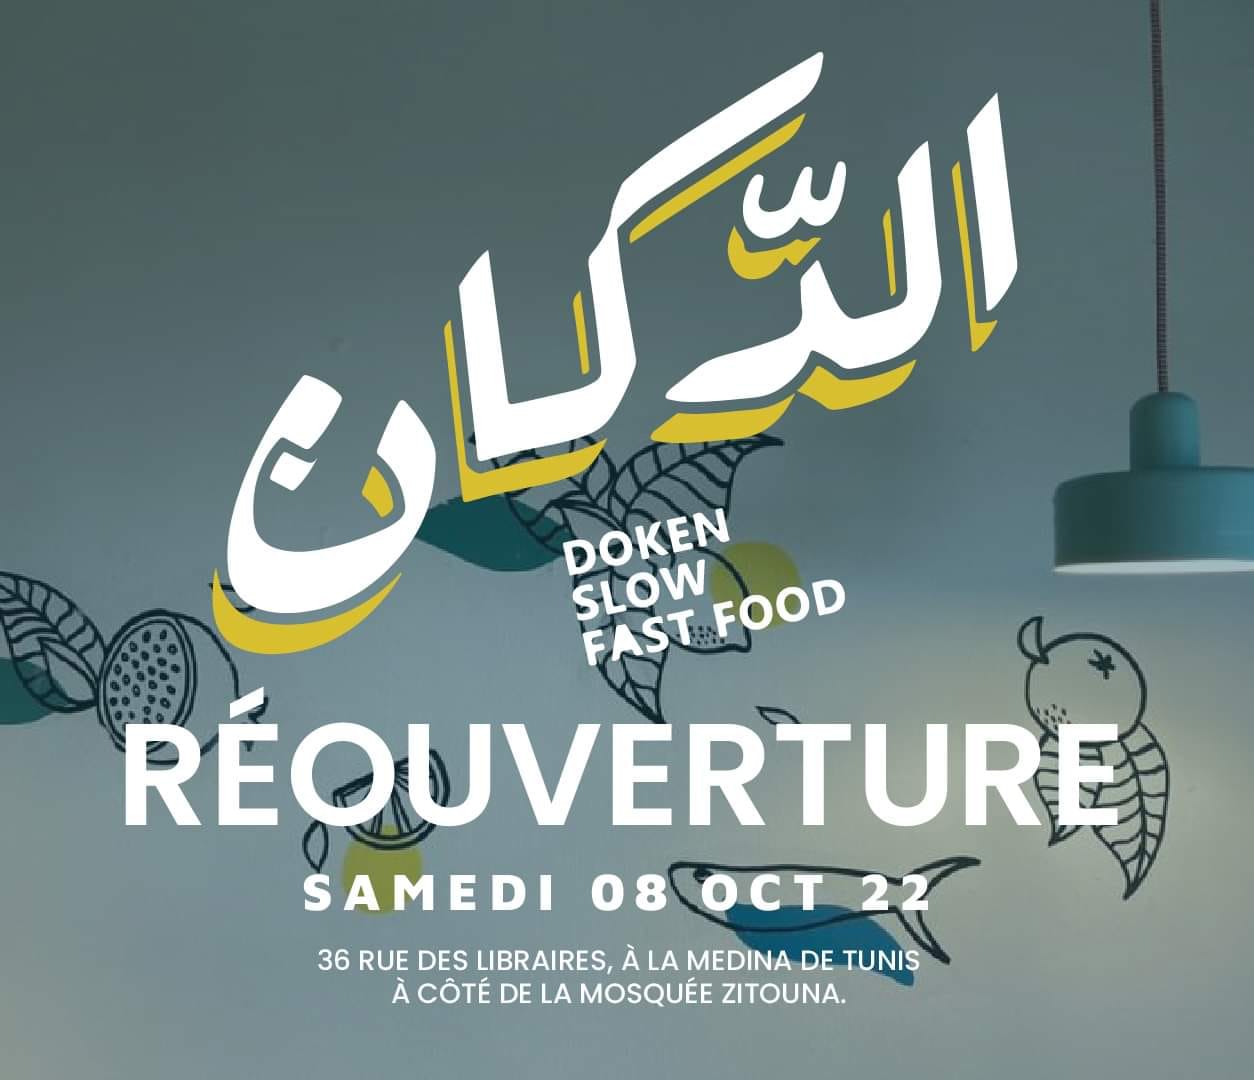 الدّكان
DOKEN
SLOW
FAST FOOD
RÉOUVERTURE
SAMEDI 08 OCT 22
36 RUE DES LIBRAIRES, À LA MEDINA DE TUNIS
À CÔTÉ DE LA MOSQUÉE ZITOUNA.